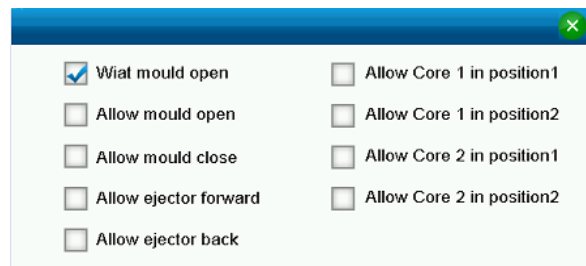 Wiat mould open
Allow mould open
Allow mould close
Allow ejector forward
Allow ejector back
Allow Core 1 in position1
Allow Core 1 in position2
Allow Core 2 in position1
Allow Core 2 in position2